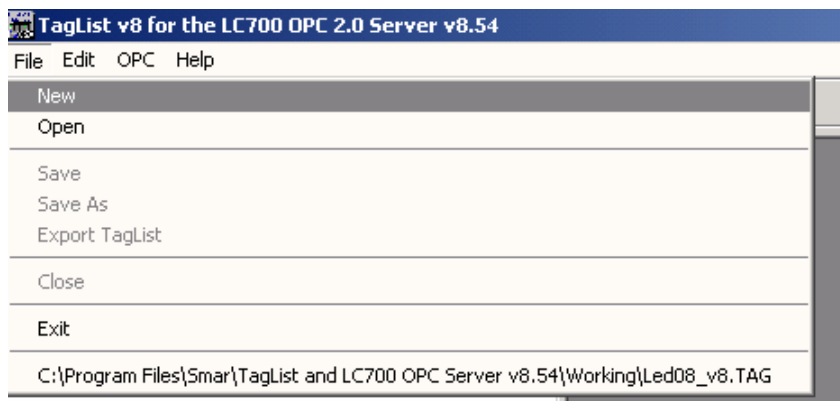 TagList v8 for the LC700 OPC 2.0 Server v8.54
File Edit OPC Help
New
Open
Save
Save As
Export TagList
Close
Exit
C:\Program Files\Smar\TagList and LC700 OPC Server v8.54\Working\Led08_v8.TAG